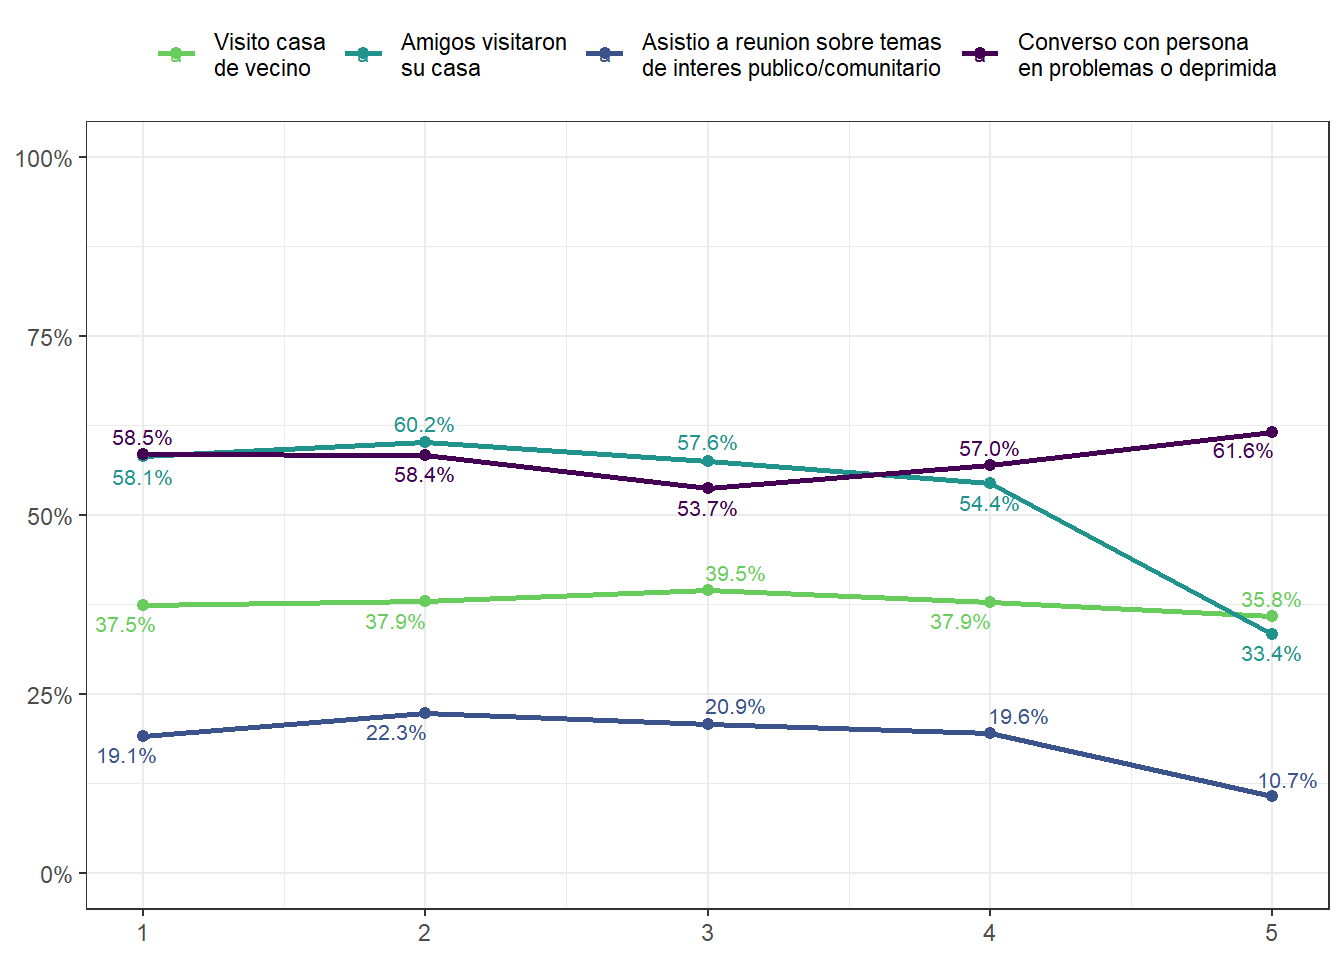 Visito casa
de vecino
Amigos visitaron
su casa
Asistio a reunion sobre temas
de interes publico/comunitario
Converso con persona
en problemas o deprimida
100%
75%
50%
25%
0%
58.5%
58.1%
60.2%
58.4%
57.6%
53.7%
57.0%
54.4%
61.6%
37.5%
37.9%
39.5%
37.9%
35.8%
33.4%
19.1%
22.3%
20.9%
19.6%
10.7%
1 2 3 4 5